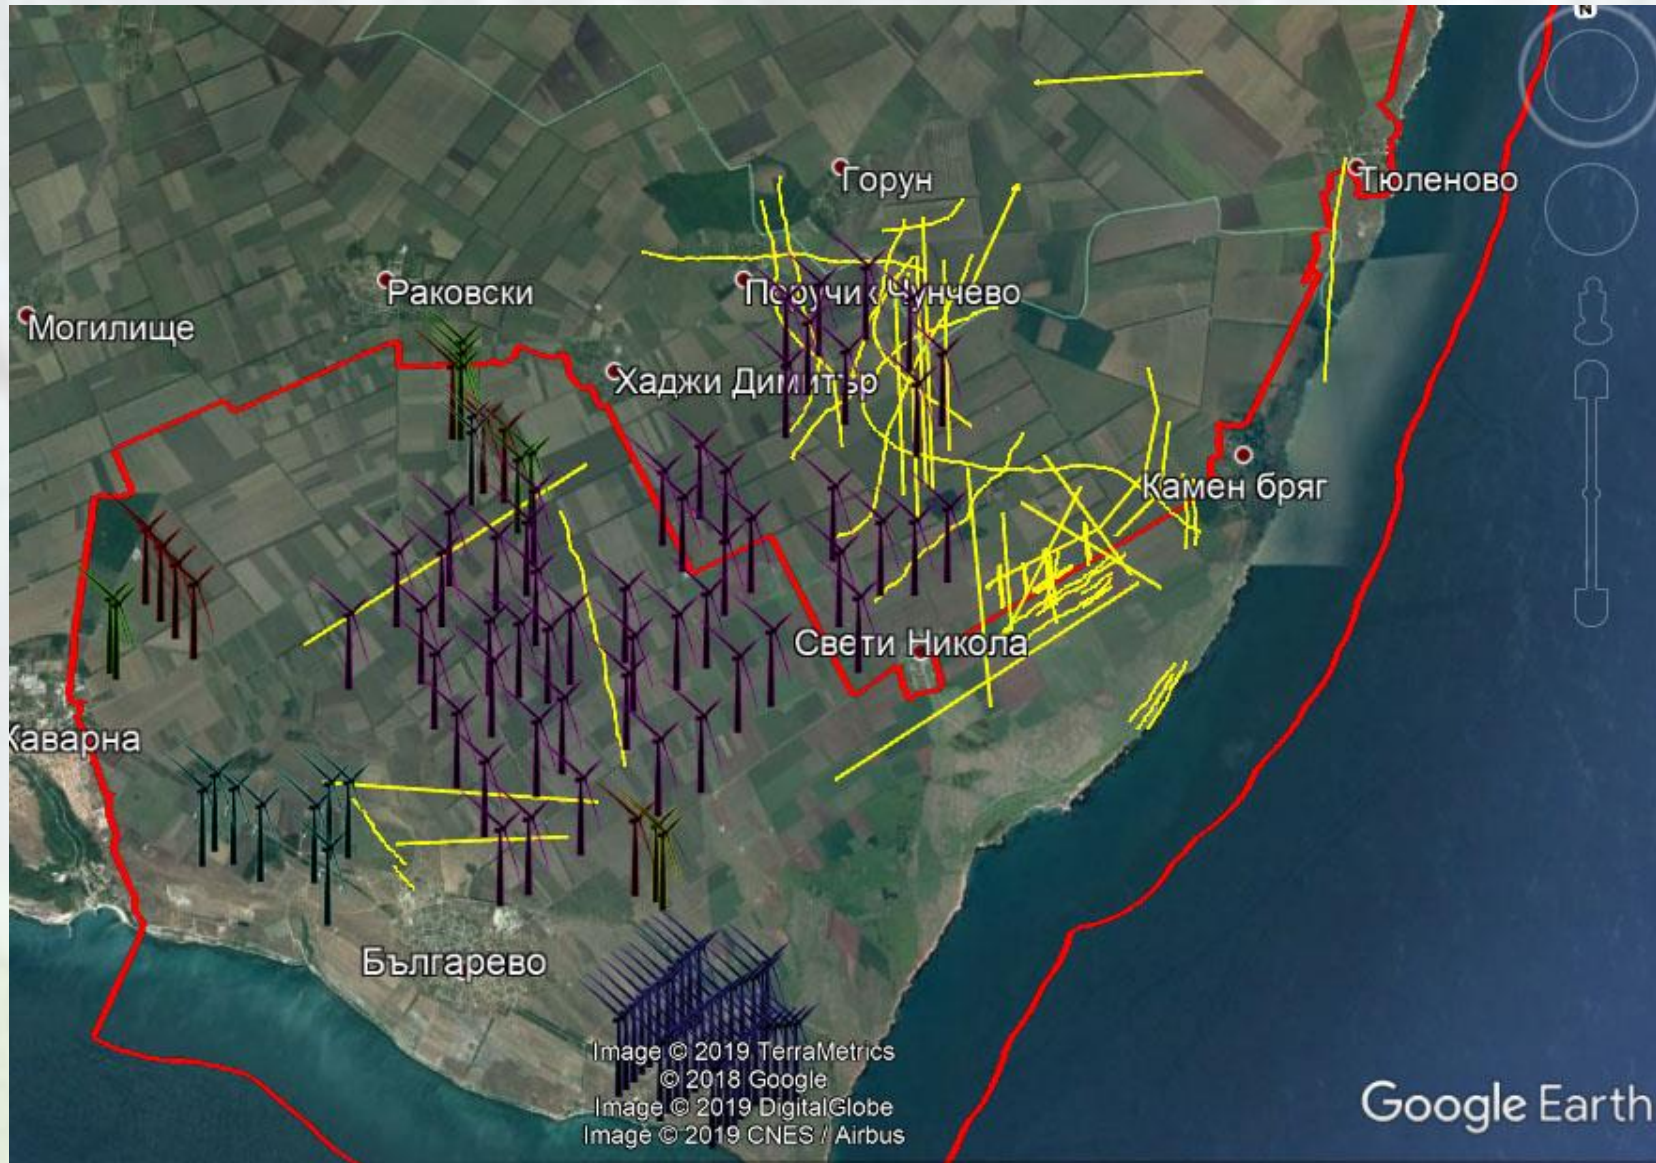 N
Горун
Тюленово
Раковски
Поручик Чунчево
Могилище
Хаджи Димитър
Камен бряг
Свети Никола
Каварна
Българево
Image © 2019 TerraMetrics
© 2018 Google
Image © 2019 DigitalGlobe
Image © 2019 CNES / Airbus
Google Earth